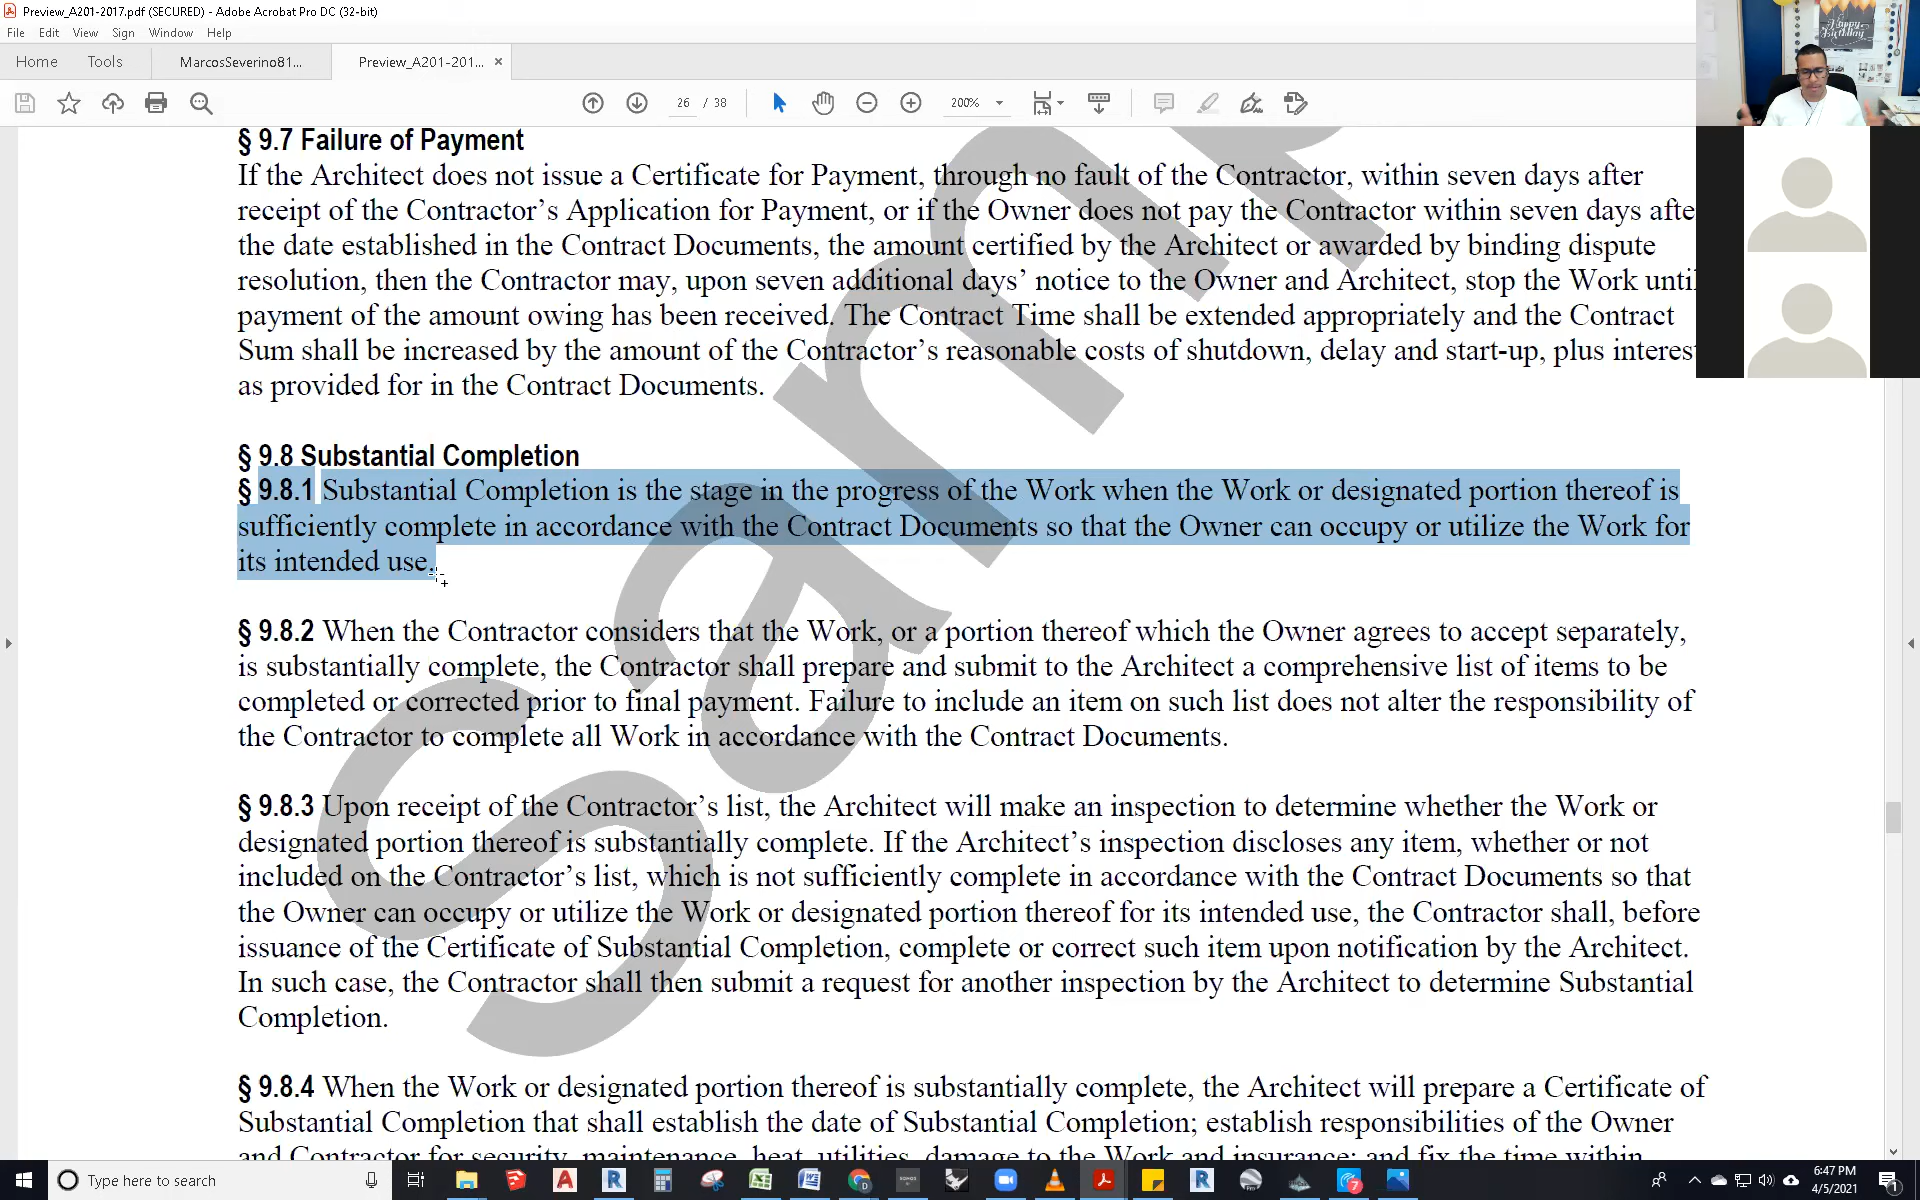 Preview_A201-2017.pdf (SECURED) - Adobe Acrobat Pro DC (32-bit)
File Edit View Sign Window Help
Home Tools MarcosSeverino81... Preview_A201-201... ×
26 / 38 200%
Happy Birthday
§ 9.7 Failure of Payment
If the Architect does not issue a Certificate for Payment, through no fault of the Contractor, within seven days after
receipt of the Contractor’s Application for Payment, or if the Owner does not pay the Contractor within seven days afte
the date established in the Contract Documents, the amount certified by the Architect or awarded by binding dispute
resolution, then the Contractor may, upon seven additional days’ notice to the Owner and Architect, stop the Work until
payment of the amount owing has been received. The Contract Time shall be extended appropriately and the Contract
Sum shall be increased by the amount of the Contractor’s reasonable costs of shutdown, delay and start-up, plus interest
as provided for in the Contract Documents.
§ 9.8 Substantial Completion
§ 9.8.1 Substantial Completion is the stage in the progress of the Work when the Work or designated portion thereof is
sufficiently complete in accordance with the Contract Documents so that the Owner can occupy or utilize the Work for
its intended use.
§ 9.8.2 When the Contractor considers that the Work, or a portion thereof which the Owner agrees to accept separately,
is substantially complete, the Contractor shall prepare and submit to the Architect a comprehensive list of items to be
completed or corrected prior to final payment. Failure to include an item on such list does not alter the responsibility of
the Contractor to complete all Work in accordance with the Contract Documents.
§ 9.8.3 Upon receipt of the Contractor’s list, the Architect will make an inspection to determine whether the Work or
designated portion thereof is substantially complete. If the Architect’s inspection discloses any item, whether or not
included on the Contractor’s list, which is not sufficiently complete in accordance with the Contract Documents so that
the Owner can occupy or utilize the Work or designated portion thereof for its intended use, the Contractor shall, before
issuance of the Certificate of Substantial Completion, complete or correct such item upon notification by the Architect.
In such case, the Contractor shall then submit a request for another inspection by the Architect to determine Substantial
Completion.
§ 9.8.4 When the Work or designated portion thereof is substantially complete, the Architect will prepare a Certificate of
Substantial Completion that shall establish the date of Substantial Completion; establish responsibilities of the Owner
and Contractor for security, maintenance, heat, utilities, damage to the Work and insurance; and fix the time within
Type here to search
6:47 PM
4/5/2021